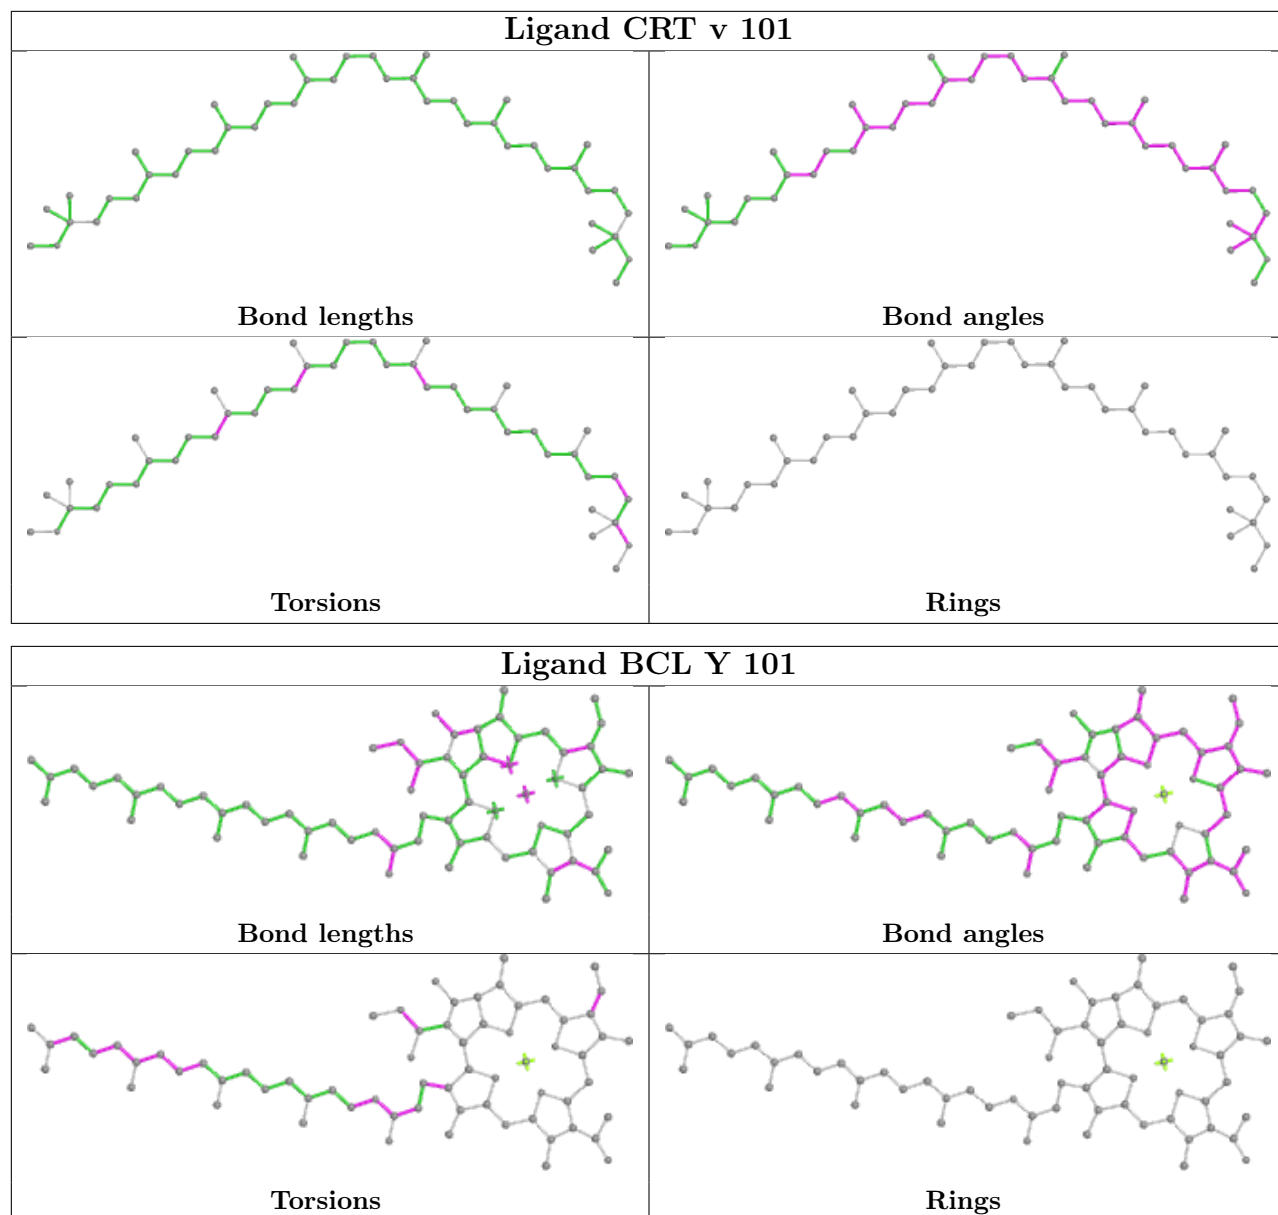 Ligand CRT v 101
Bond lengths
Bond angles
Torsions
Rings
Ligand BCL Y 101
Bond lengths
Bond angles
Torsions
Rings